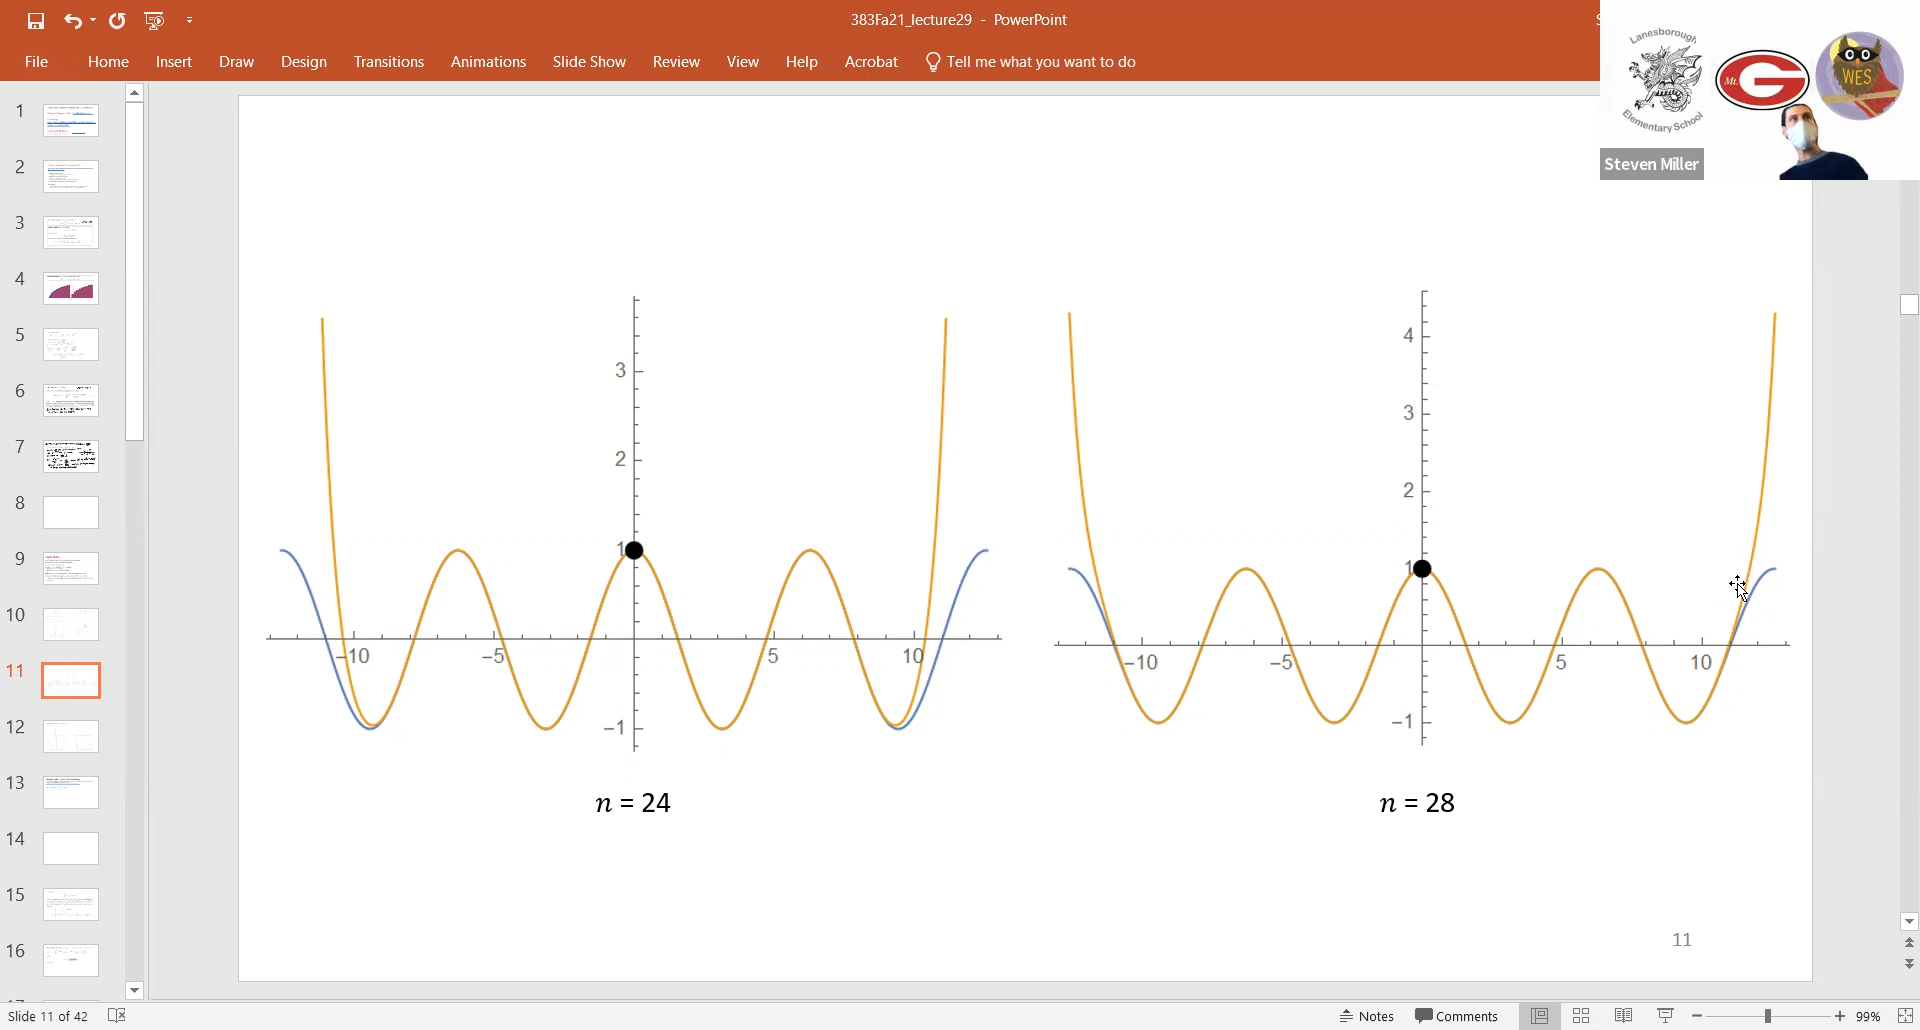 383Fa21_lecture29 - PowerPoint
File Home Insert Draw Design Transitions Animations Slide Show Review View Help Acrobat Tell me what you want to do
Lanesborough
Elementary School
Mt. G
WES
Steven Miller
1
2
3
4
5
6
7
8
9
10
11
12
13
14
15
16
3
2
1
−10 −5 5 10
−1
n = 24
4
3
2
1
−10 −5 5 10
−1
n = 28
11
Slide 11 of 42 Notes Comments 99%